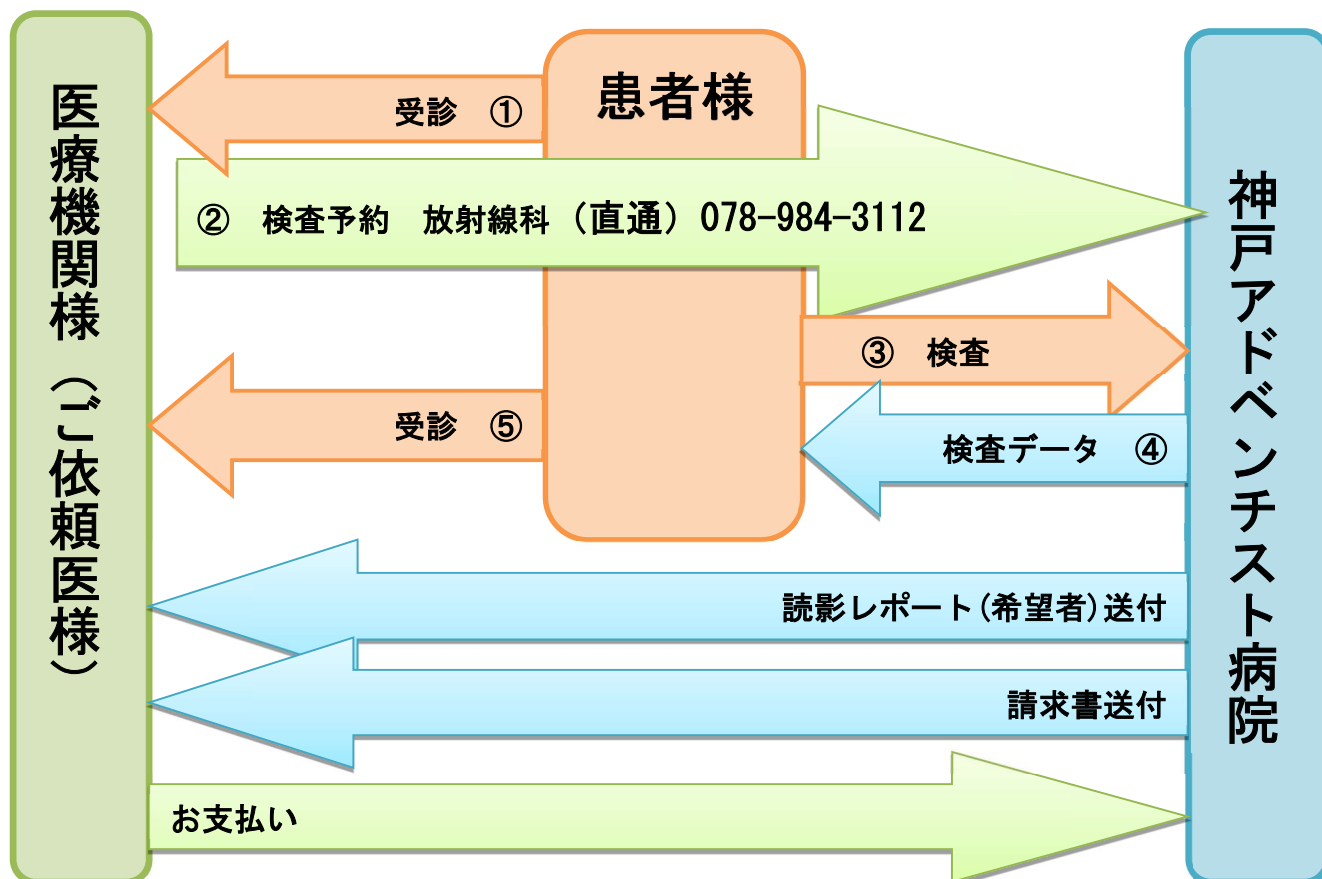 医療機関様（ご依頼医様）
患者様
神戸アドベンチスト病院
受診　①
②　検査予約　放射線科（直通）078-984-3112
③　検査
検査データ　④
受診　⑤
読影レポート(希望者)送付
請求書送付
お支払い